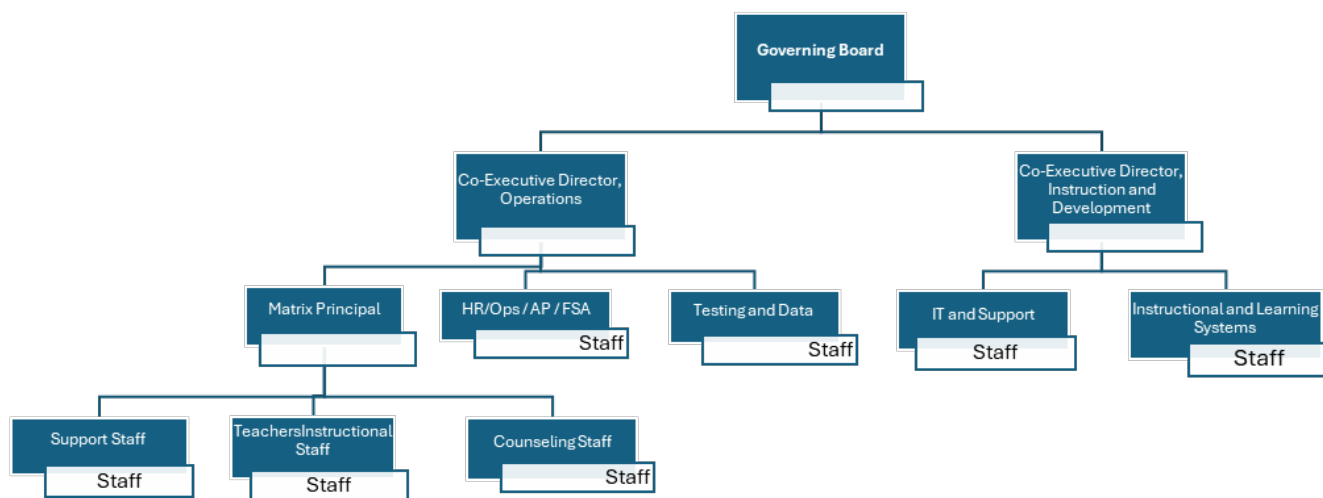 Governing Board
Co-Executive Director,
Operations
Co-Executive Director,
Instruction and
Development
Matrix Principal
HR/Ops / AP / FSA
Staff
Testing and Data
Staff
IT and Support
Staff
Instructional and Learning
Systems
Staff
Support Staff
Staff
TeachersInstructional
Staff
Staff
Counseling Staff
Staff